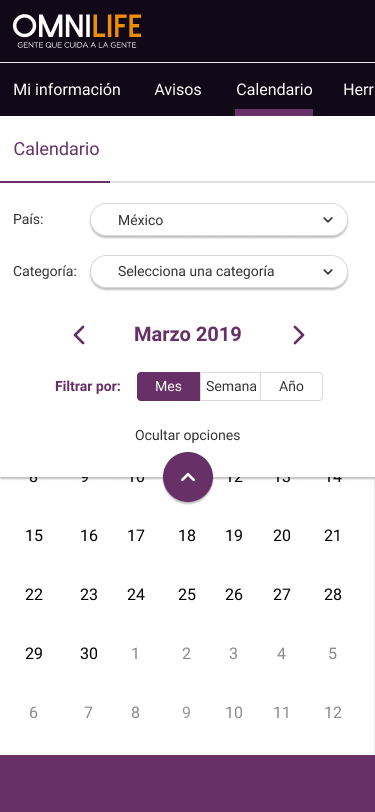 OMNILIFE
GENTE QUE CUIDA A LA GENTE
Mi información Avisos Calendario Herr
Calendario
País: México
Categoría: Selecciona una categoría
Marzo 2019
Filtrar por: Mes Semana Año
Ocultar opciones
8 9 10 12 13 14
15 16 17 18 19 20 21
22 23 24 25 26 27 28
29 30 1 2 3 4 5
6 7 8 9 10 11 12